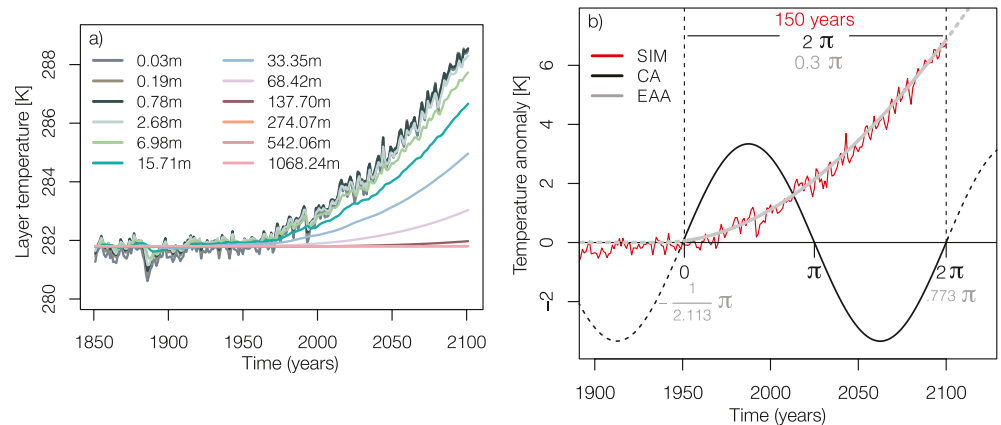 a)
0.03m
0.19m
0.78m
2.68m
6.98m
15.71m
33.35m
68.42m
137.70m
274.07m
542.06m
1068.24m
Layer temperature [K]
288
286
284
282
280
1850
1900
1950
2000
2050
2100
Time (years)
b)
150 years
2 π
0.3 π
SIM
CA
EAA
Temperature anomaly [K]
6
4
2
0
−2
0
π
2 π
− 1/2.113 π
.773 π
1900
1950
2000
2050
2100
Time (years)